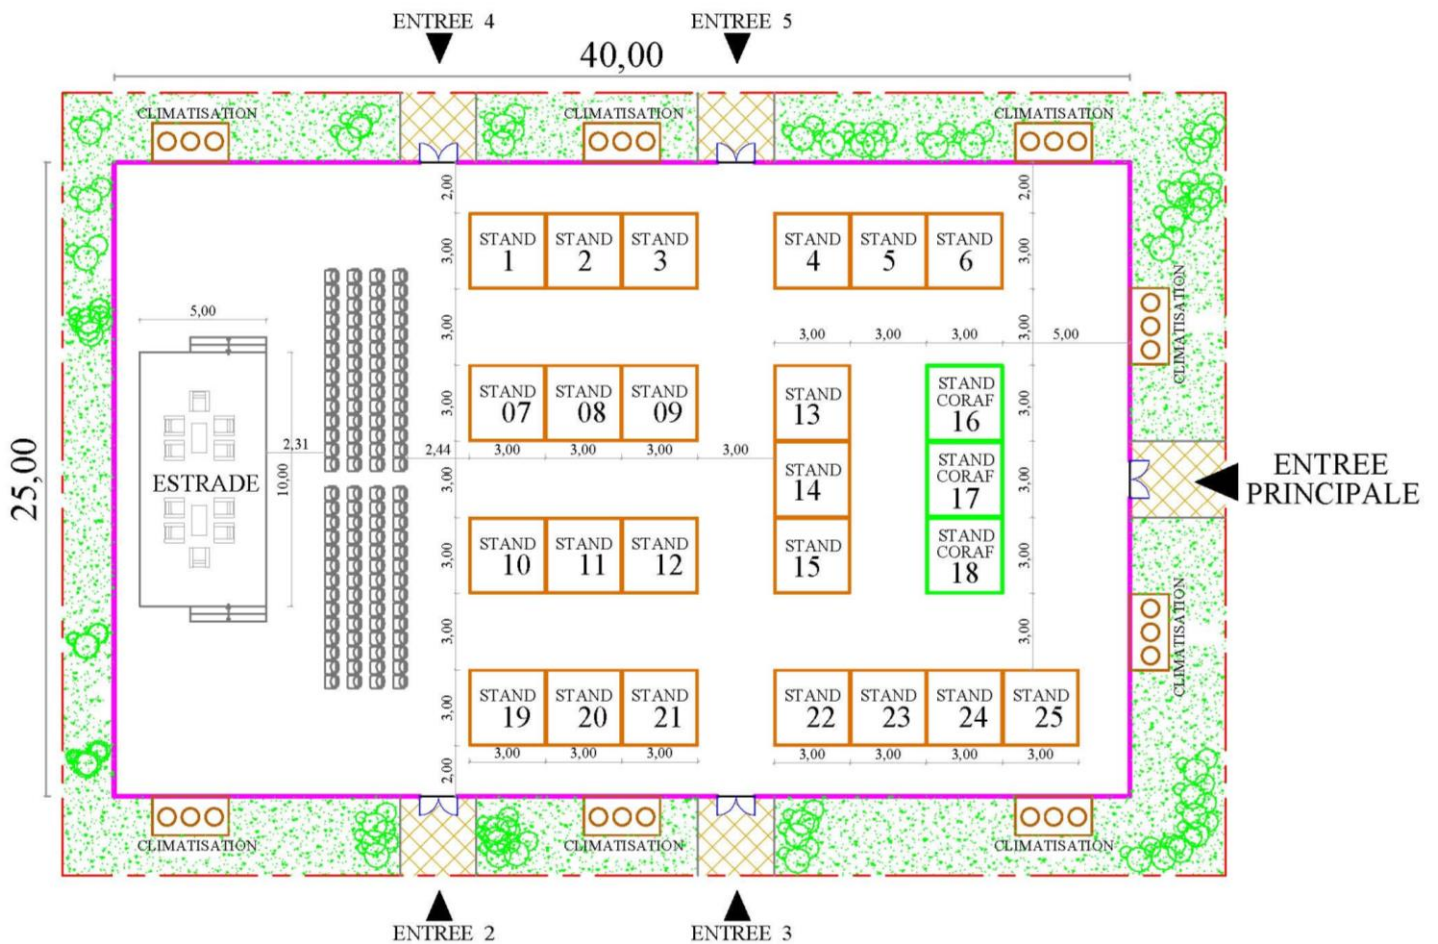 ENTREE 4
ENTREE 5
40,00
CLIMATISATION
CLIMATISATION
CLIMATISATION
2,00
2,00
STAND 1
STAND 2
STAND 3
STAND 4
STAND 5
STAND 6
3,00
3,00
CLIMATISATION
5,00
3,00
3,00
3,00
3,00
3,00
5,00
STAND 07
STAND 08
STAND 09
STAND 13
STAND CORAF 16
3,00
3,00
2,31
2,44
3,00
3,00
3,00
3,00
25,00
ESTRADE
10,00
3,00
STAND 14
STAND CORAF 17
3,00
ENTREE
PRINCIPALE
STAND 10
STAND 11
STAND 12
STAND 15
STAND CORAF 18
3,00
3,00
3,00
3,00
CLIMATISATION
STAND 19
STAND 20
STAND 21
STAND 22
STAND 23
STAND 24
STAND 25
3,00
3,00
3,00
3,00
3,00
3,00
3,00
3,00
2,00
CLIMATISATION
CLIMATISATION
CLIMATISATION
ENTREE 2
ENTREE 3